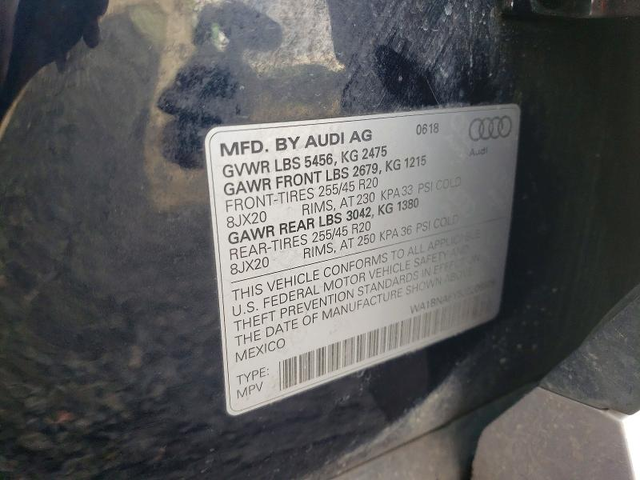 MFD. BY AUDI AG 0618
GVWR LBS 5456, KG 2475
GAWR FRONT LBS 2679, KG 1215
FRONT-TIRES 255/45 R20
8JX20 RIMS, AT 230 KPA 33 PSI COLD
GAWR REAR LBS 3042, KG 1380
REAR-TIRES 255/45 R20
8JX20 RIMS, AT 250 KPA 36 PSI COLD
Audi
THIS VEHICLE CONFORMS TO ALL APPLICABLE
U.S. FEDERAL MOTOR VEHICLE SAFETY AND
THEFT PREVENTION STANDARDS IN EFFECT
THE DATE OF MANUFACTURE SHOWN
MEXICO
TYPE:
MPV